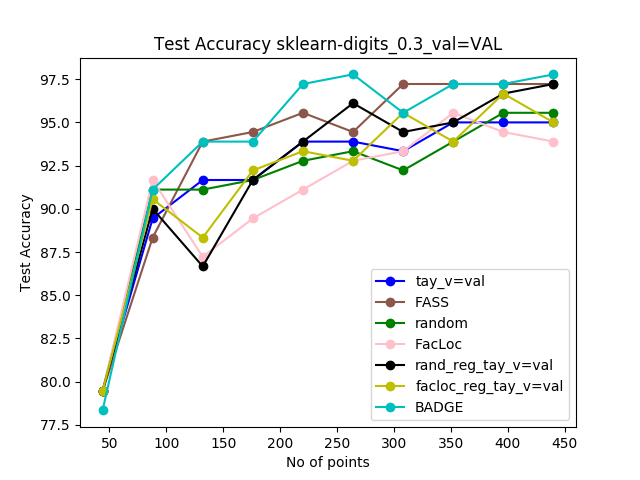 Test Accuracy sklearn-digits_0.3_val=VAL
97.5
95.0
92.5
90.0
87.5
85.0
82.5
80.0
77.5
Test Accuracy
tay_v=val
FASS
random
FacLoc
rand_reg_tay_v=val
facloc_reg_tay_v=val
BADGE
50 100 150 200 250 300 350 400 450
No of points